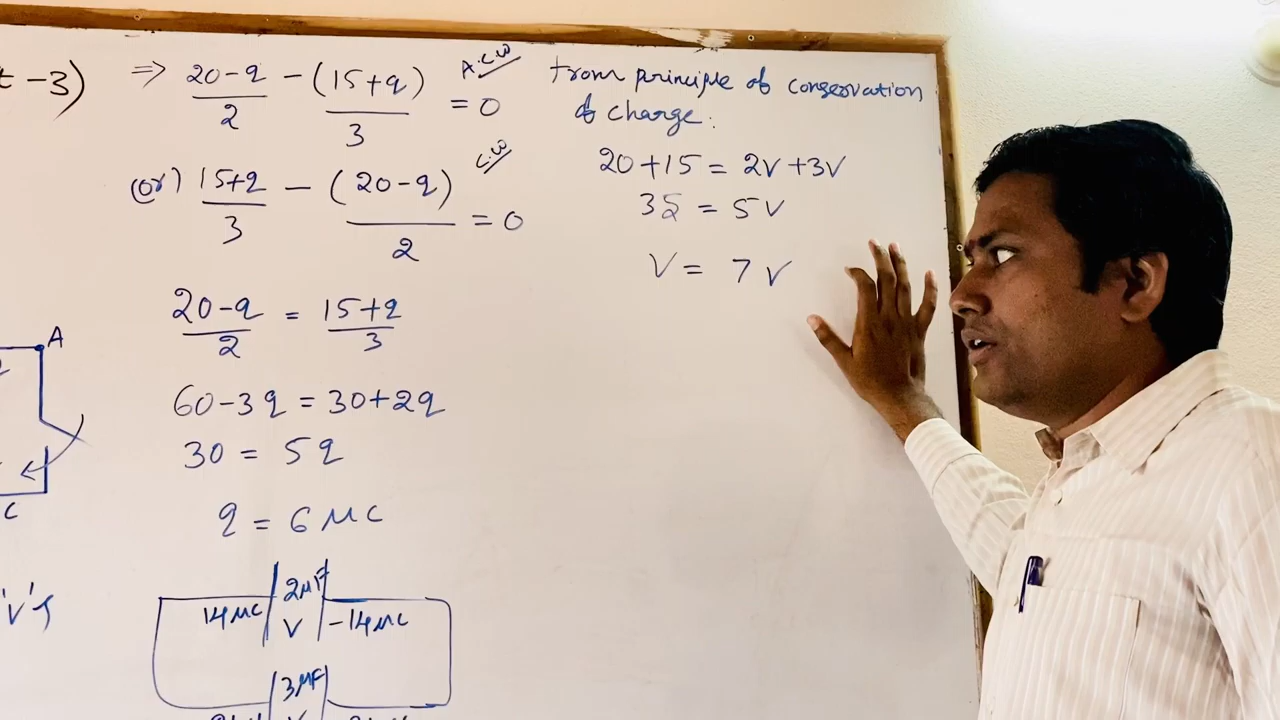 t - 3)
⇒ (20-q)/2 - (15+q)/3 = 0 A.C.W
(or) (15+q)/3 - (20-q)/2 = 0 C.W
(20-q)/2 = (15+q)/3
60-3q = 30+2q
30 = 5q
q = 6 μC
A
C
'V'
2μF
14μC V -14μC
3μF
from principle of conservation
of charge.
20+15 = 2V+3V
35 = 5V
V = 7V